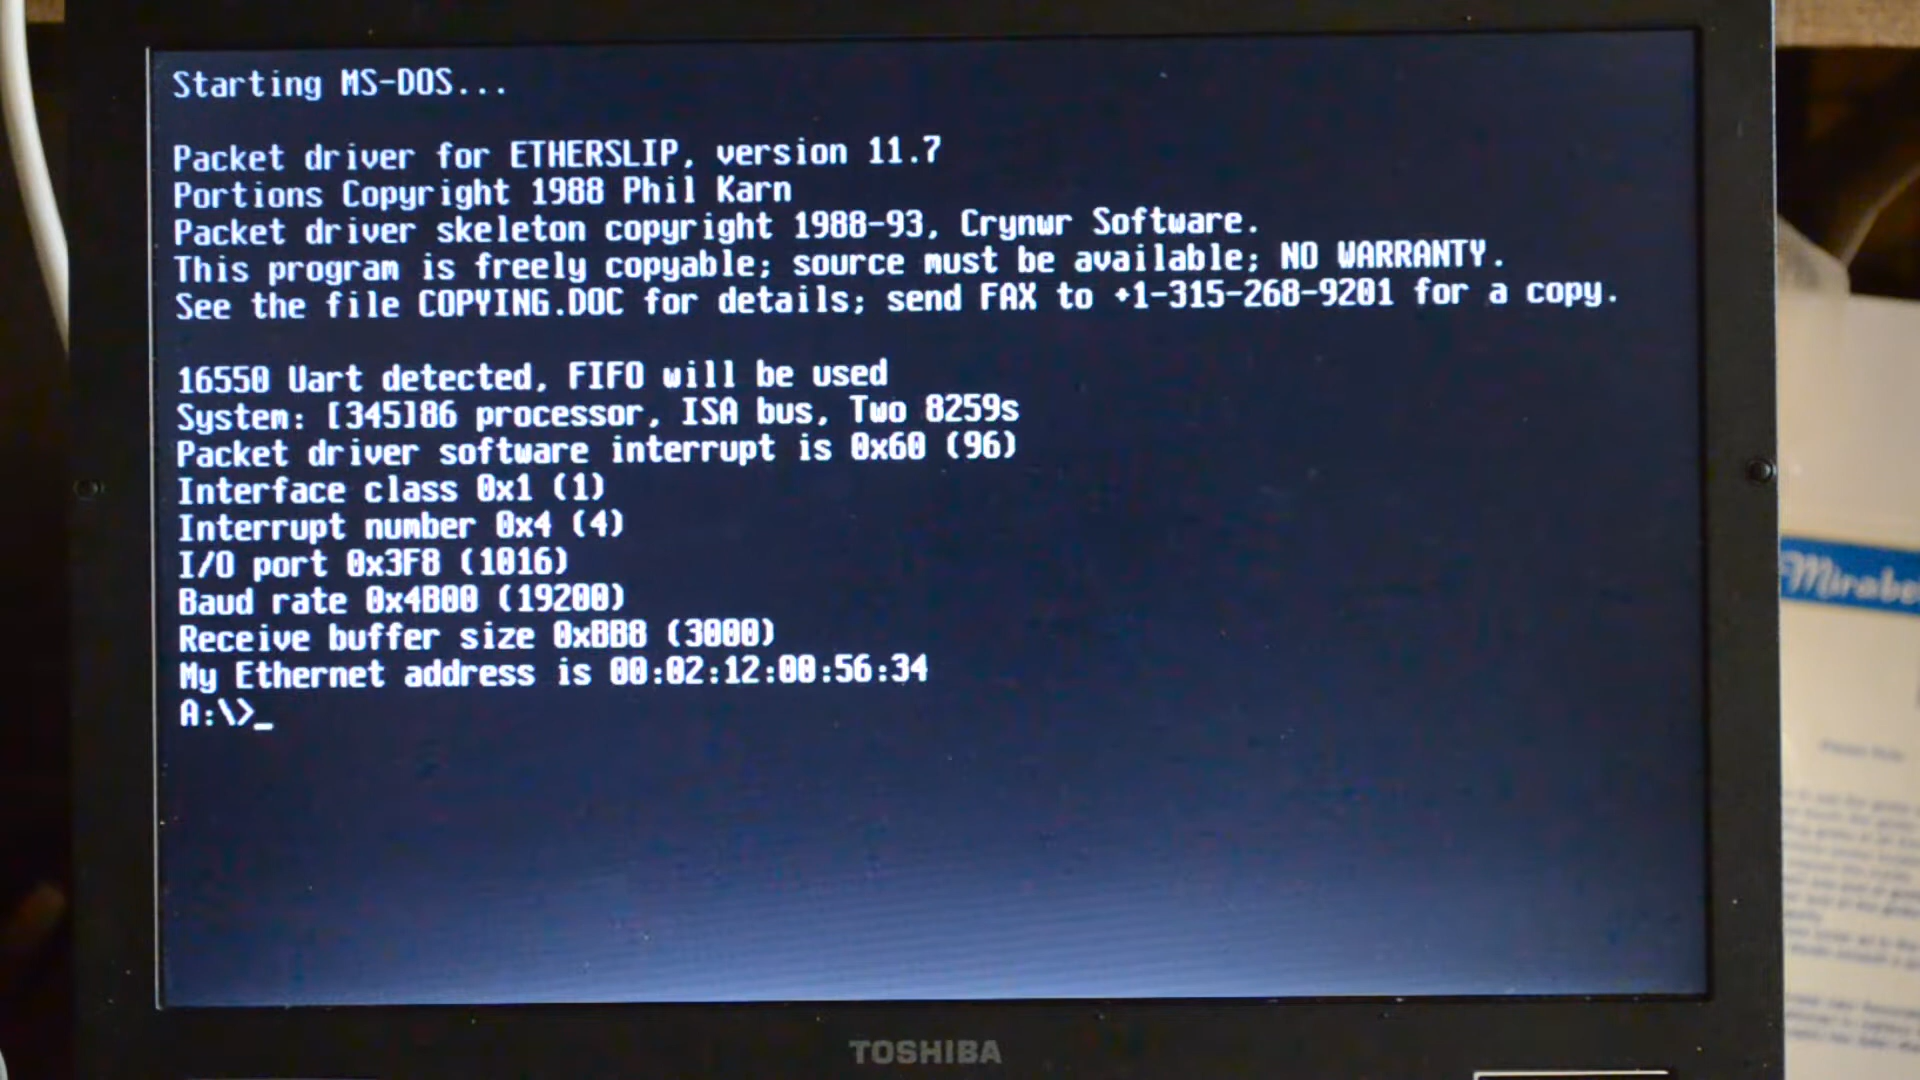 Starting MS-DOS...
Packet driver for ETHERSLIP, version 11.7
Portions Copyright 1988 Phil Karn
Packet driver skeleton copyright 1988-93, Crynwr Software.
This program is freely copyable; source must be available; NO WARRANTY.
See the file COPYING.DOC for details; send FAX to +1-315-268-9201 for a copy.
16550 Uart detected, FIFO will be used
System: [345]86 processor, ISA bus, Two 8259s
Packet driver software interrupt is 0x60 (96)
Interface class 0x1 (1)
Interrupt number 0x4 (4)
I/O port 0x3F8 (1016)
Baud rate 0x4B00 (19200)
Receive buffer size 0xBB8 (3000)
My Ethernet address is 00:02:12:00:56:34
A:\>_
TOSHIBA